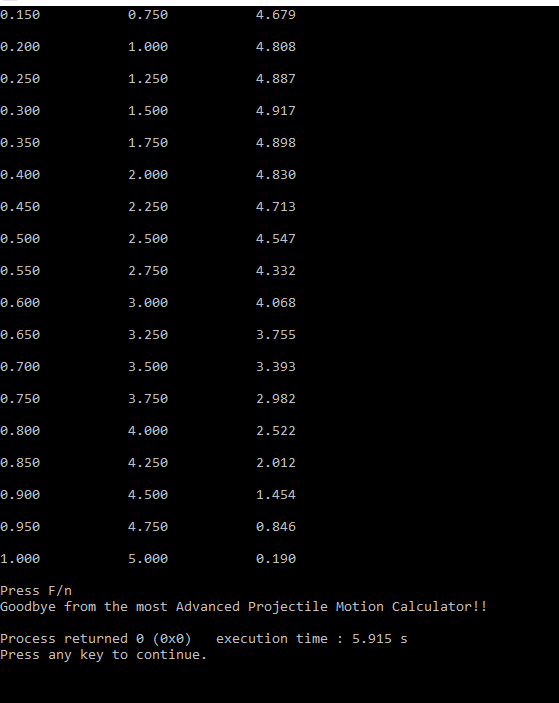 0.150 0.750 4.679
0.200 1.000 4.808
0.250 1.250 4.887
0.300 1.500 4.917
0.350 1.750 4.898
0.400 2.000 4.830
0.450 2.250 4.713
0.500 2.500 4.547
0.550 2.750 4.332
0.600 3.000 4.068
0.650 3.250 3.755
0.700 3.500 3.393
0.750 3.750 2.982
0.800 4.000 2.522
0.850 4.250 2.012
0.900 4.500 1.454
0.950 4.750 0.846
1.000 5.000 0.190
Press F/n
Goodbye from the most Advanced Projectile Motion Calculator!!
Process returned 0 (0x0) execution time : 5.915 s
Press any key to continue.